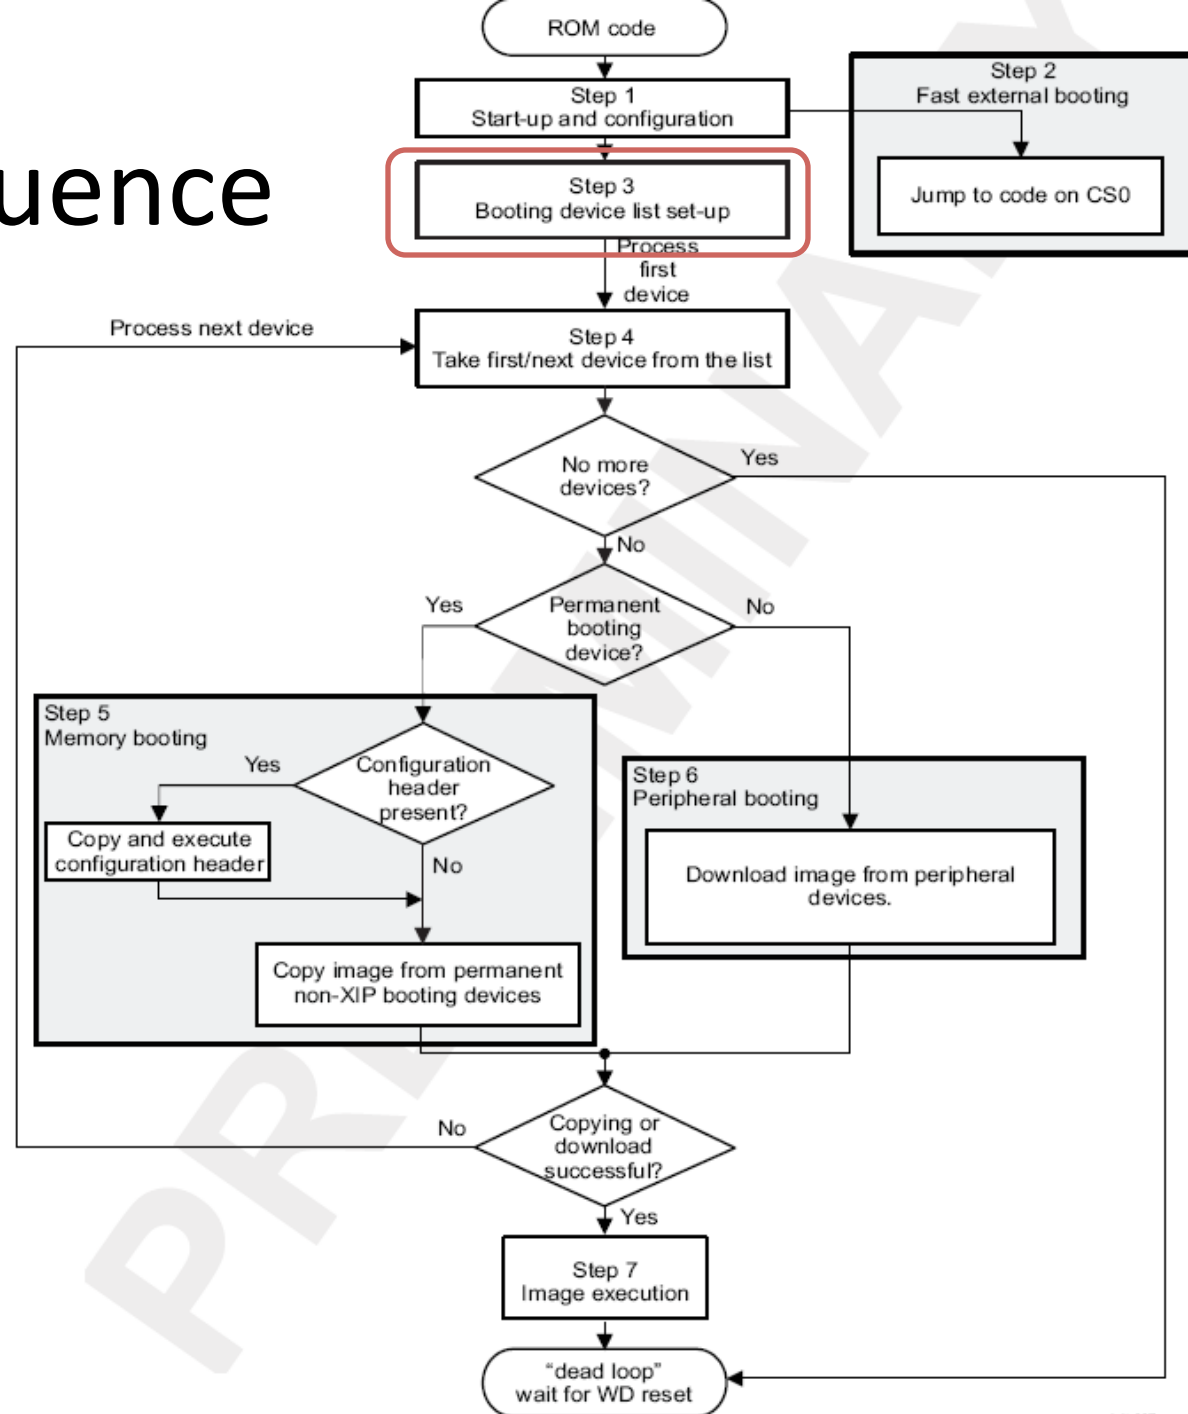 uence
ROM code
Step 1
Start-up and configuration
Step 2
Fast external booting
Jump to code on CS0
Step 3
Booting device list set-up
Process
first
device
Process next device
Step 4
Take first/next device from the list
No more
devices?
Yes
No
Permanent
booting
device?
Yes
No
Step 5
Memory booting
Configuration
header
present?
Yes
Copy and execute
configuration header
No
Copy image from permanent
non-XIP booting devices
Step 6
Peripheral booting
Download image from peripheral
devices.
Copying or
download
successful?
No
Yes
Step 7
Image execution
“dead loop”
wait for WD reset